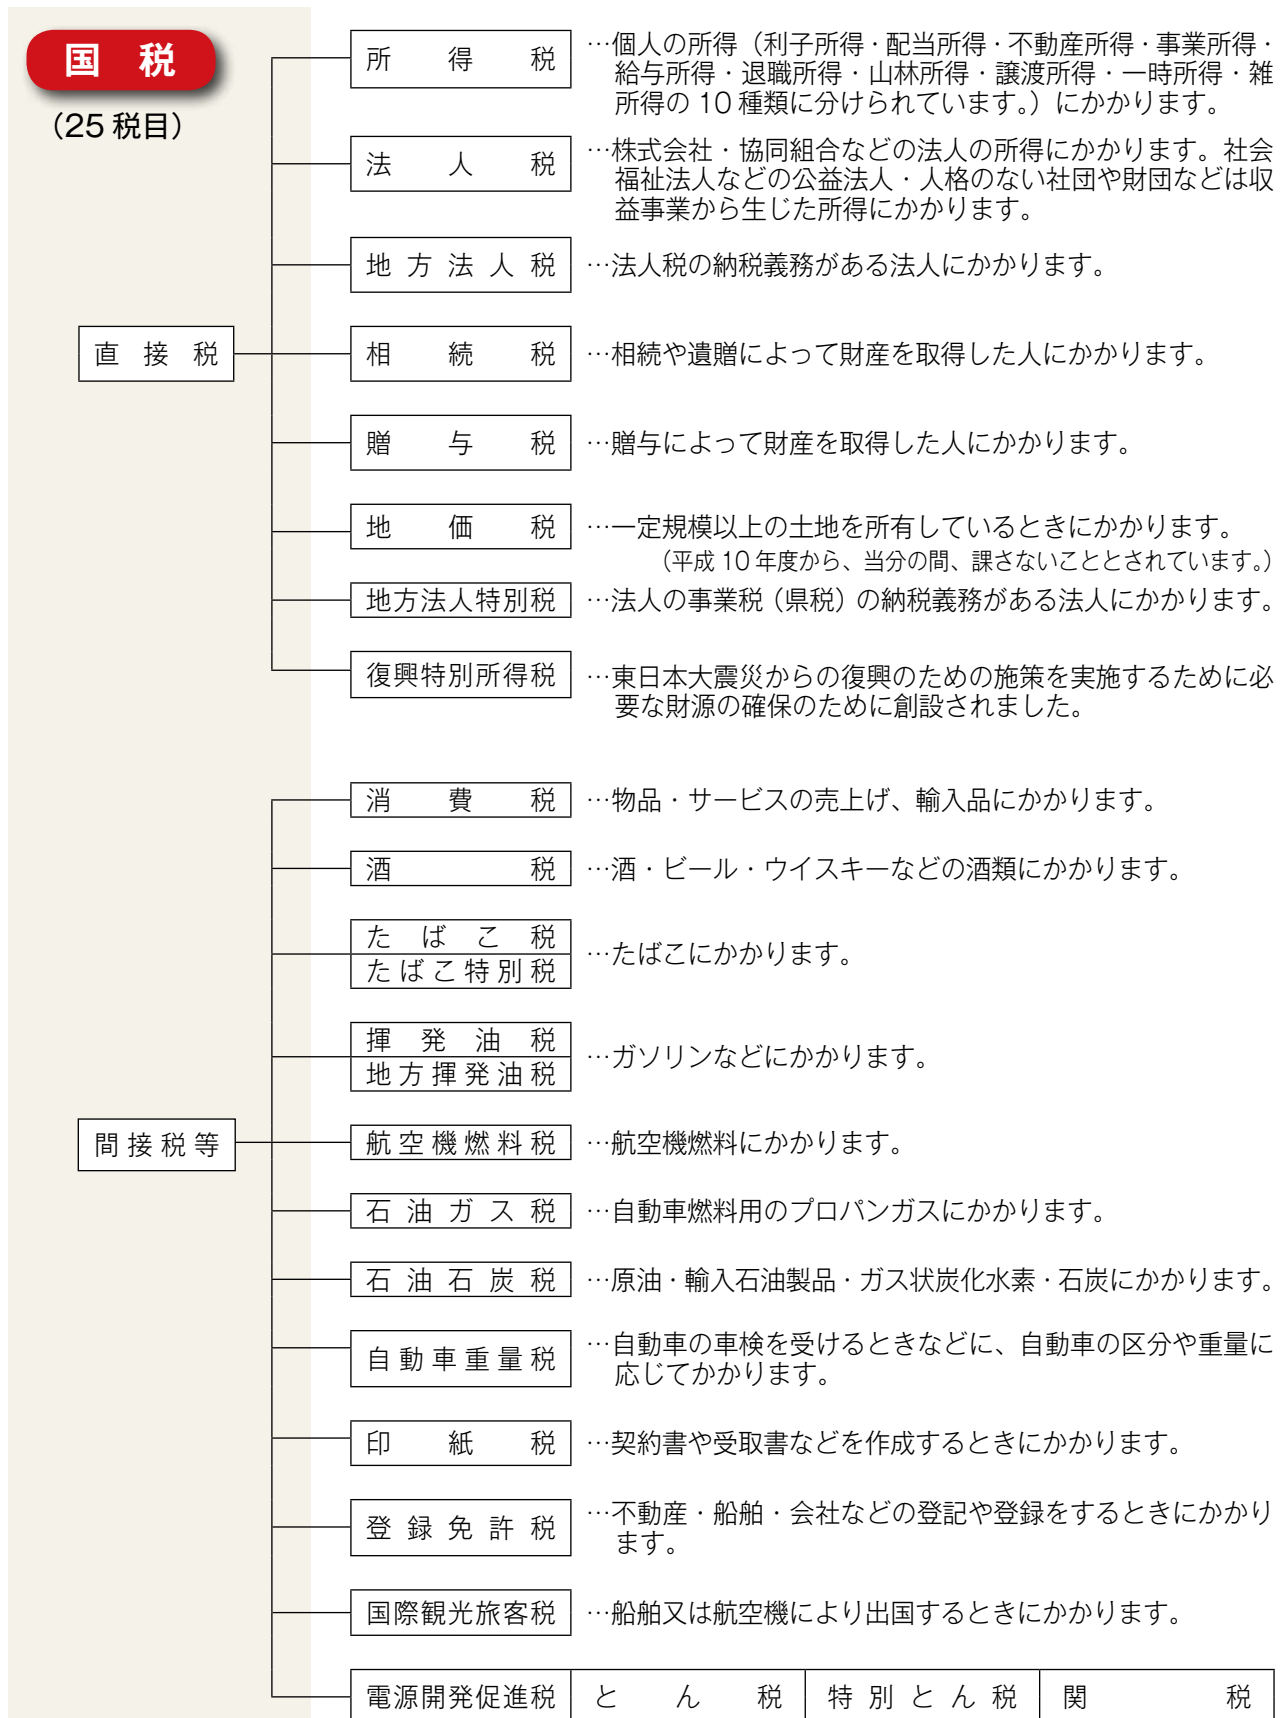 国税
（25税目）
直接税
所得税
…個人の所得（利子所得・配当所得・不動産所得・事業所得・
給与所得・退職所得・山林所得・譲渡所得・一時所得・雑
所得の10種類に分けられています。）にかかります。
法人税
…株式会社・協同組合などの法人の所得にかかります。社会
福祉法人などの公益法人・人格のない社団や財団などは収
益事業から生じた所得にかかります。
地方法人税
…法人税の納税義務がある法人にかかります。
相続税
…相続や遺贈によって財産を取得した人にかかります。
贈与税
…贈与によって財産を取得した人にかかります。
地価税
…一定規模以上の土地を所有しているときにかかります。
（平成10年度から、当分の間、課さないこととされています。）
地方法人特別税
…法人の事業税（県税）の納税義務がある法人にかかります。
復興特別所得税
…東日本大震災からの復興のための施策を実施するために必
要な財源の確保のために創設されました。
間接税等
消費税
…物品・サービスの売上げ、輸入品にかかります。
酒税
…酒・ビール・ウイスキーなどの酒類にかかります。
たばこ税
たばこ特別税
…たばこにかかります。
揮発油税
地方揮発油税
…ガソリンなどにかかります。
航空機燃料税
…航空機燃料にかかります。
石油ガス税
…自動車燃料用のプロパンガスにかかります。
石油石炭税
…原油・輸入石油製品・ガス状炭化水素・石炭にかかります。
自動車重量税
…自動車の車検を受けるときなどに、自動車の区分や重量に
応じてかかります。
印紙税
…契約書や受取書などを作成するときにかかります。
登録免許税
…不動産・船舶・会社などの登記や登録をするときにかかり
ます。
国際観光旅客税
…船舶又は航空機により出国するときにかかります。
電源開発促進税
とん税
特別とん税
関税